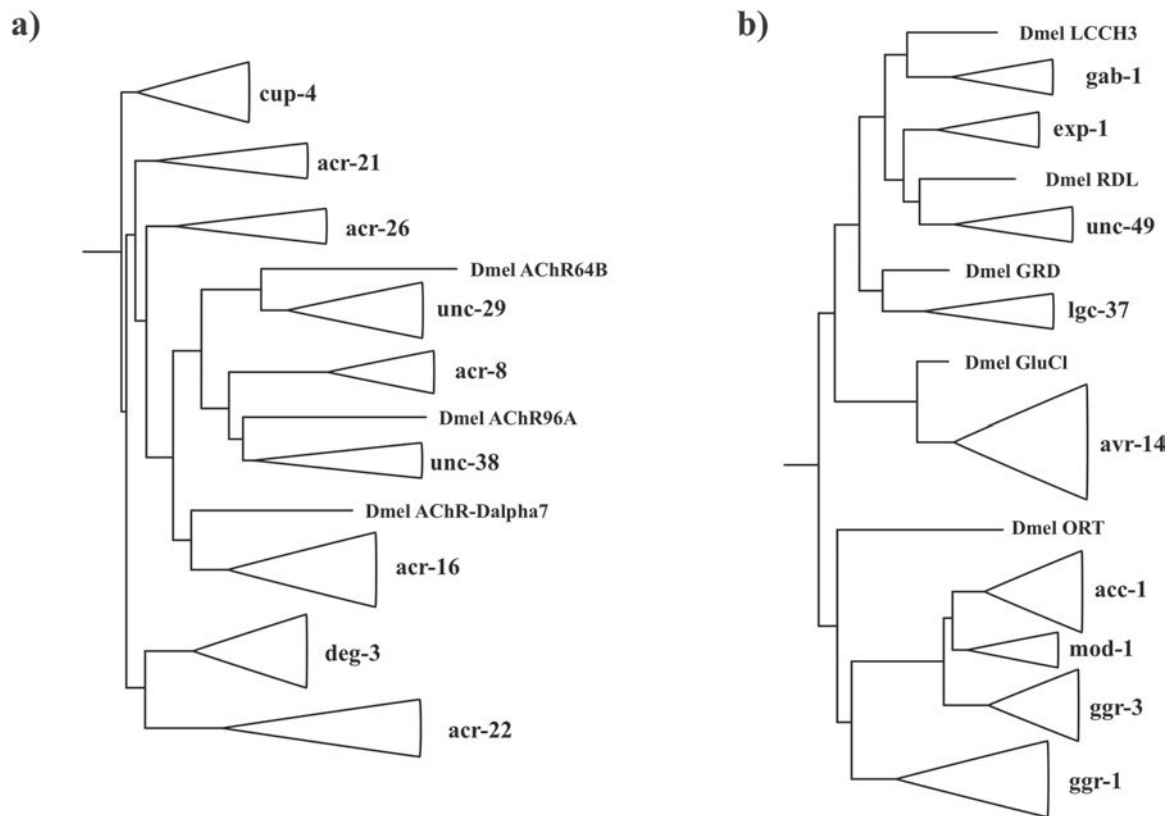 a)
cup-4
acr-21
acr-26
Dmel AChR64B
unc-29
acr-8
Dmel AChR96A
unc-38
Dmel AChR-Dalpha7
acr-16
deg-3
acr-22
b)
Dmel LCCH3
gab-1
exp-1
Dmel RDL
unc-49
Dmel GRD
lgc-37
Dmel GluCl
avr-14
Dmel ORT
acc-1
mod-1
ggr-3
ggr-1